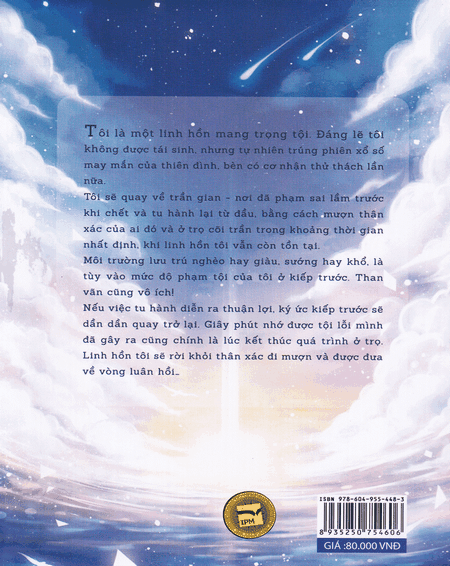 Tôi là một linh hồn mang trọng tội. Đáng lẽ tôi
không được tái sinh, nhưng tự nhiên trúng phiên xổ số
may mắn của thiên đình, bèn có cơ nhận thử thách lần
nữa.
Tôi sẽ quay về trần gian - nơi đã phạm sai lầm trước
khi chết và tu hành lại từ đầu, bằng cách mượn thân
xác của ai đó và ở trọ cõi trần trong khoảng thời gian
nhất định, khi linh hồn tôi vẫn còn tồn tại.
Môi trường lưu trú nghèo hay giàu, sướng hay khổ, là
tùy vào mức độ phạm tội của tôi ở kiếp trước. Than
vãn cũng vô ích!
Nếu việc tu hành diễn ra thuận lợi, ký ức kiếp trước sẽ
dần dần quay trở lại. Giây phút nhớ được tội lỗi mình
đã gây ra cũng chính là lúc kết thúc quá trình ở trọ.
Linh hồn tôi sẽ rời khỏi thân xác đi mượn và được đưa
về vòng luân hồi…
ISBN 978-604-955-448-3
IPM
8 935250 754606
GIÁ :80.000 VNĐ